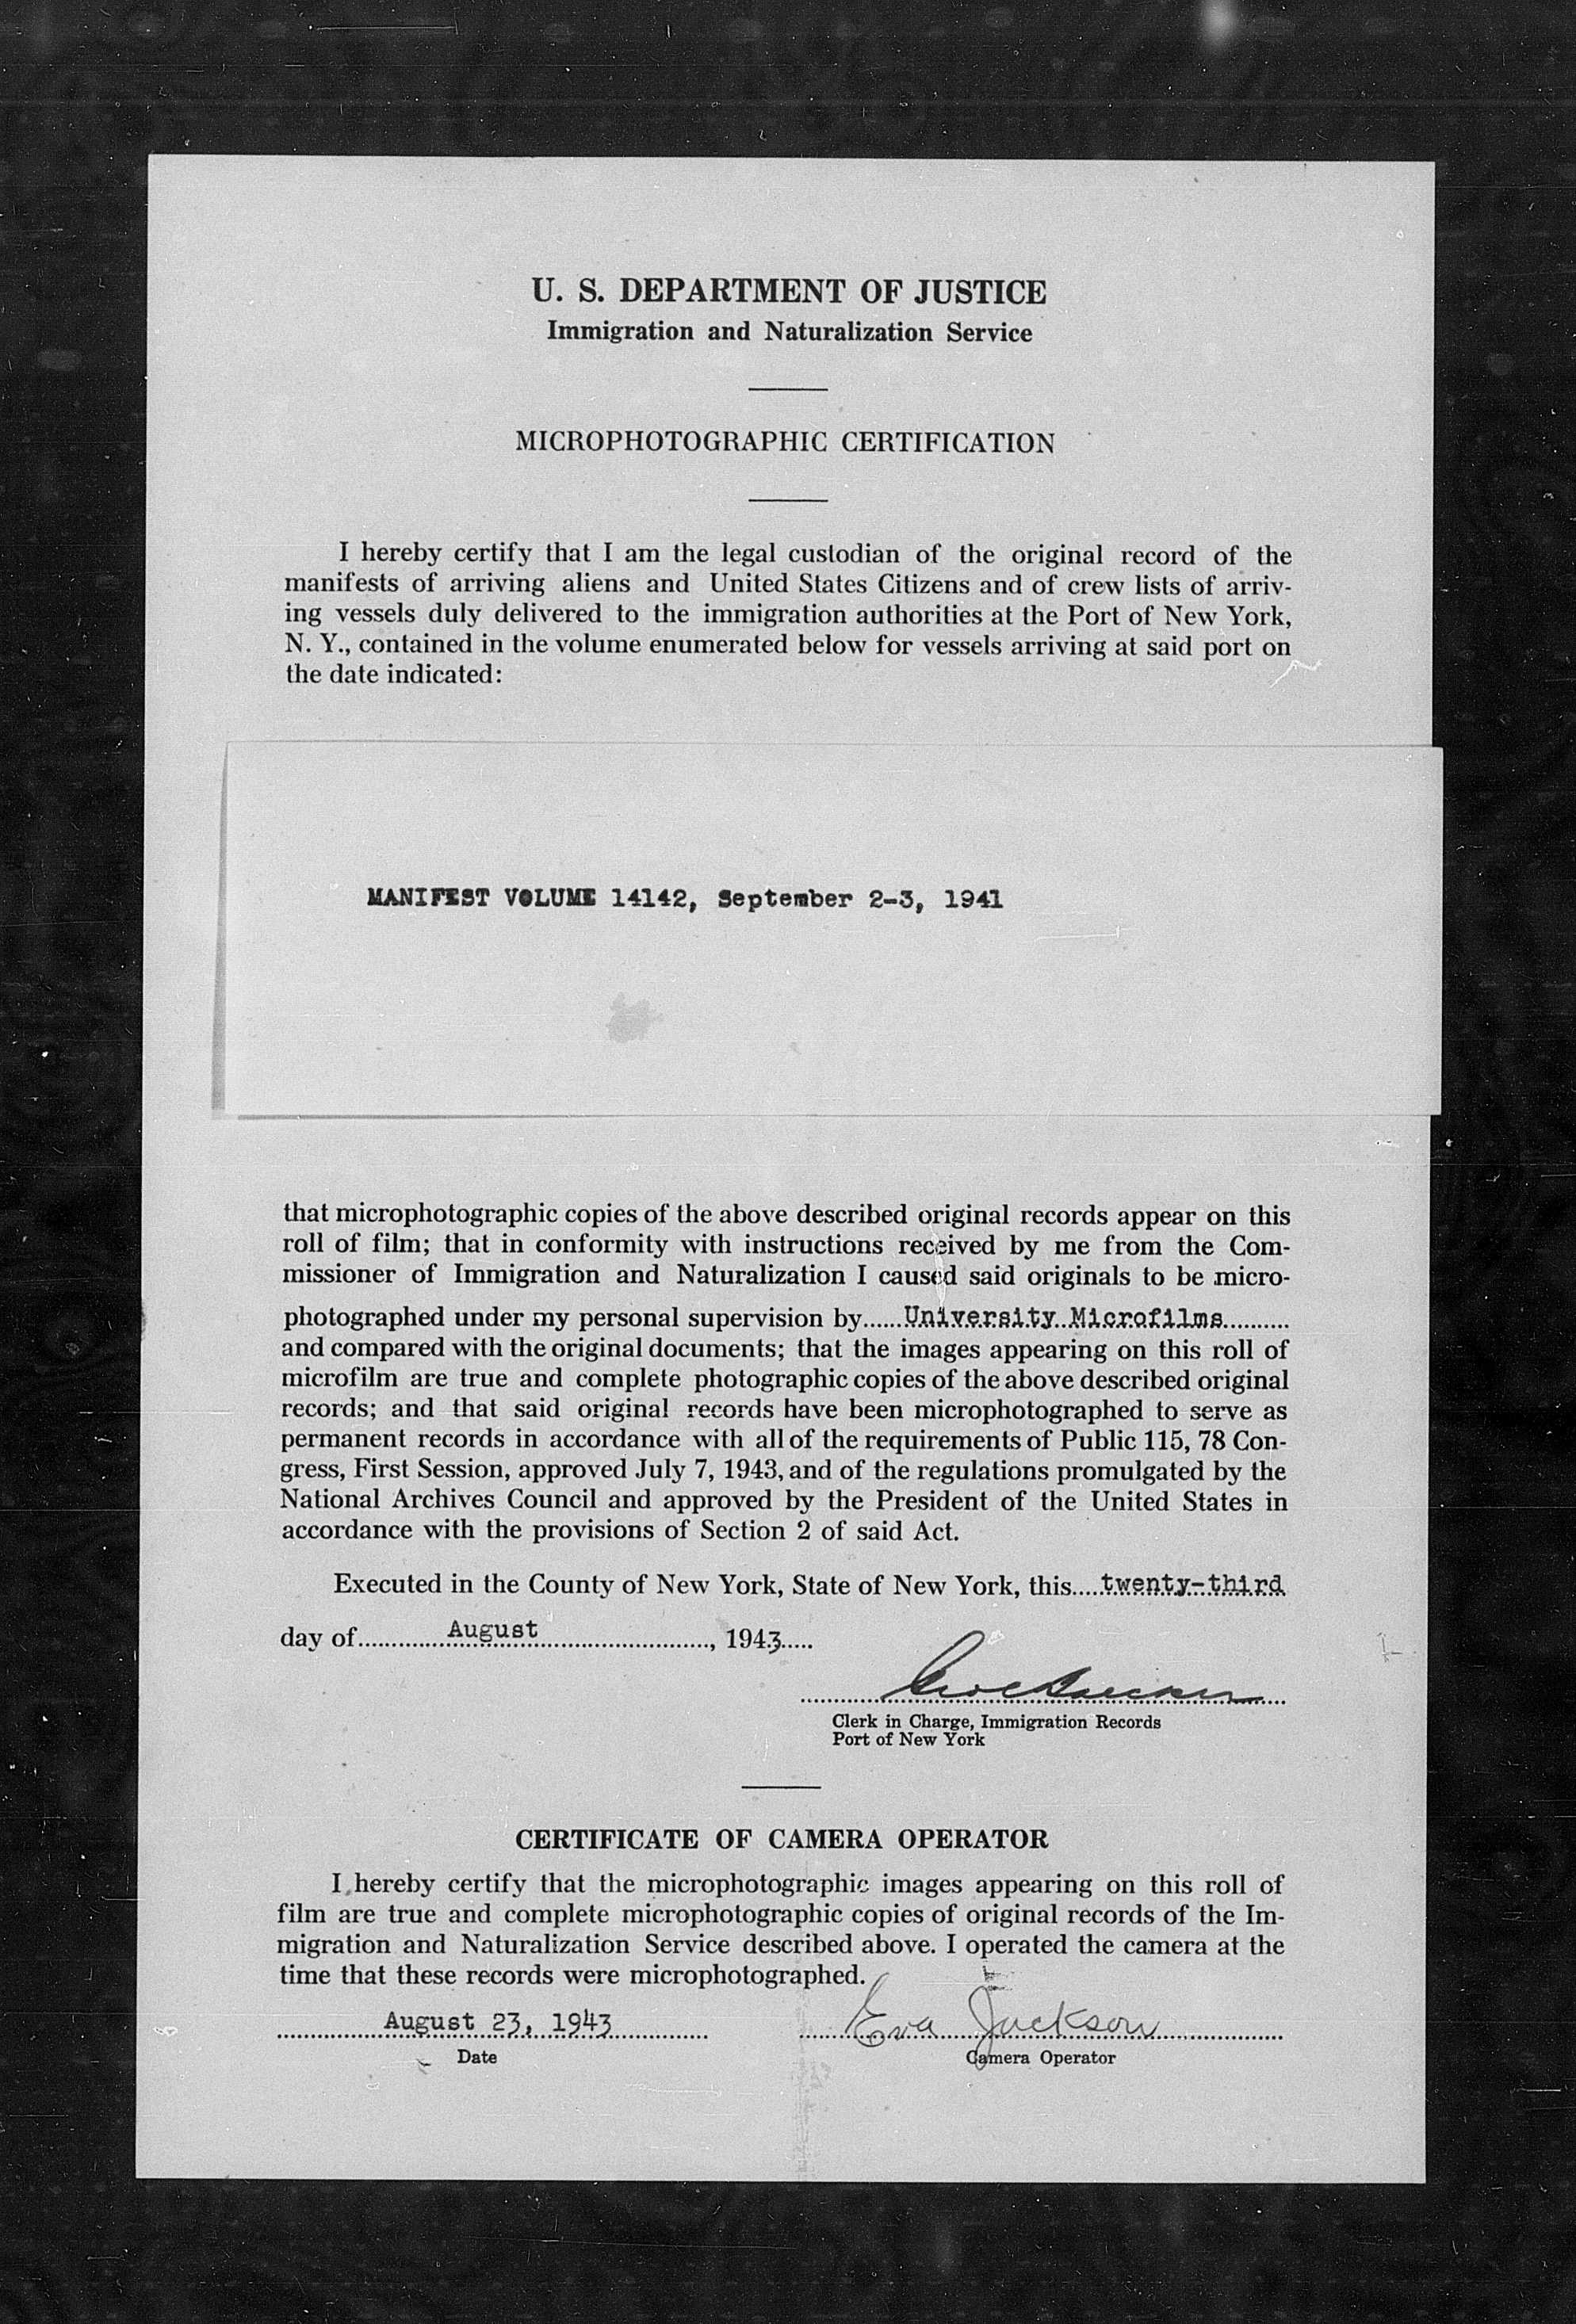 U. S. DEPARTMENT OF JUSTICE
Immigration and Naturalization Service
MICROPHOTOGRAPHIC CERTIFICATION
I hereby certify that I am the legal custodian of the original record of the
manifests of arriving aliens and United States Citizens and of crew lists of arriv-
ing vessels duly delivered to the immigration authorities at the Port of New York,
N. Y., contained in the volume enumerated below for vessels arriving at said port on
the date indicated:
MANIFEST VOLUME 14142, September 2-3, 1941
that microphotographic copies of the above described original records appear on this
roll of film; that in conformity with instructions received by me from the Com-
missioner of Immigration and Naturalization I caused said originals to be micro-
photographed under my personal supervision by......University Microfilms..........
and compared with the original documents; that the images appearing on this roll of
microfilm are true and complete photographic copies of the above described original
records; and that said original records have been microphotographed to serve as
permanent records in accordance with all of the requirements of Public 115, 78 Con-
gress, First Session, approved July 7, 1943, and of the regulations promulgated by the
National Archives Council and approved by the President of the United States in
accordance with the provisions of Section 2 of said Act.
Executed in the County of New York, State of New York, this....twenty-third
day of..............August.........................., 1943.....
Clerk in Charge, Immigration Records
Port of New York
CERTIFICATE OF CAMERA OPERATOR
I hereby certify that the microphotographic images appearing on this roll of
film are true and complete microphotographic copies of original records of the Im-
migration and Naturalization Service described above. I operated the camera at the
time that these records were microphotographed.
August 23, 1943 Eva Jackson
Date Camera Operator